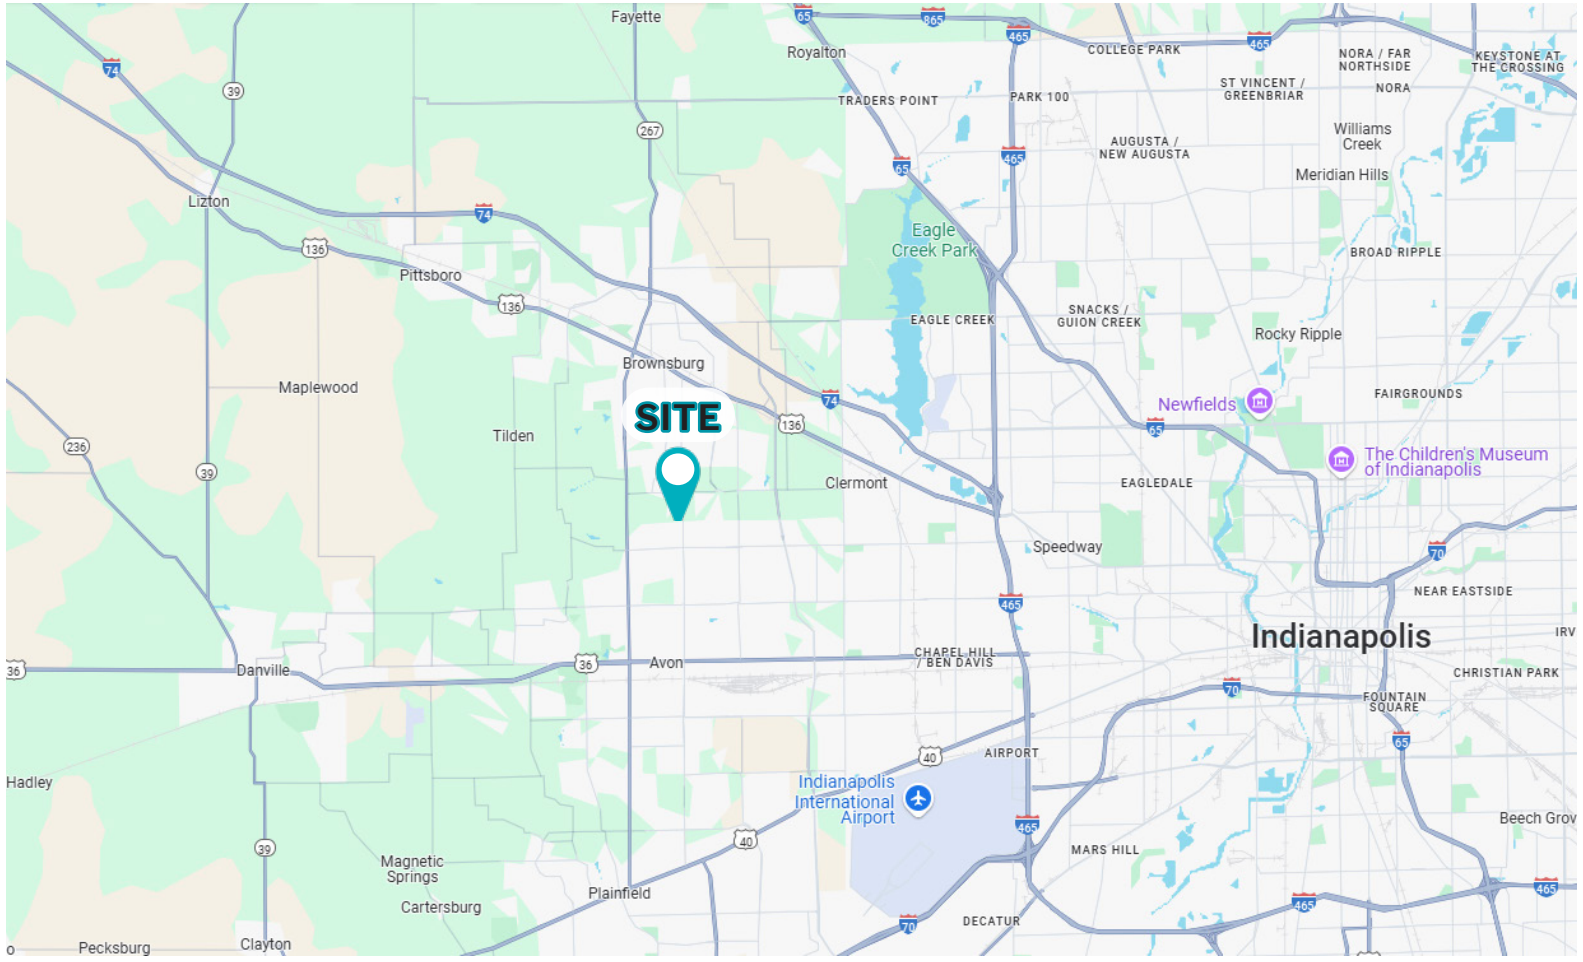 Fayette
65
865
465
Royalton
COLLEGE PARK
465
NORA / FAR
NORTHSIDE
KEYSTONE AT
THE CROSSING
74
39
TRADERS POINT
PARK 100
ST VINCENT /
GREENBRIAR
NORA
267
465
AUGUSTA /
NEW AUGUSTA
Williams
Creek
65
Meridian Hills
Lizton
74
136
Eagle
Creek Park
BROAD RIPPLE
Pittsboro
136
EAGLE CREEK
SNACKS /
GUION CREEK
Rocky Ripple
Brownsburg
Maplewood
74
Newfields
FAIRGROUNDS
SITE
136
65
Tilden
236
39
Clermont
EAGLEDALE
The Children's Museum
of Indianapolis
Speedway
70
465
NEAR EASTSIDE
Indianapolis
IRV
36
Danville
36
Avon
CHAPEL HILL
/ BEN DAVIS
CHRISTIAN PARK
70
FOUNTAIN
SQUARE
65
AIRPORT
40
Hadley
Indianapolis
International
Airport
465
Beech Grov
39
40
MARS HILL
Magnetic
Springs
Plainfield
465
465
Cartersburg
70
DECATUR
o
Pecksburg
Clayton